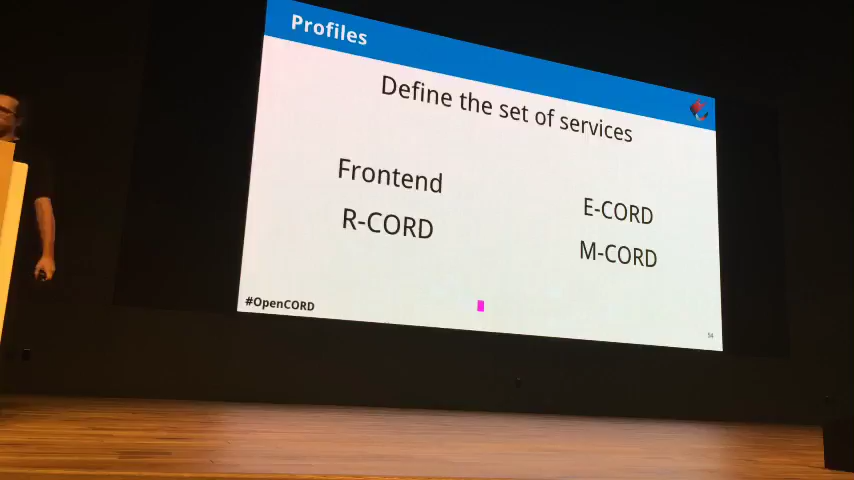 Profiles
Define the set of services
Frontend
R-CORD
E-CORD
M-CORD
#OpenCORD